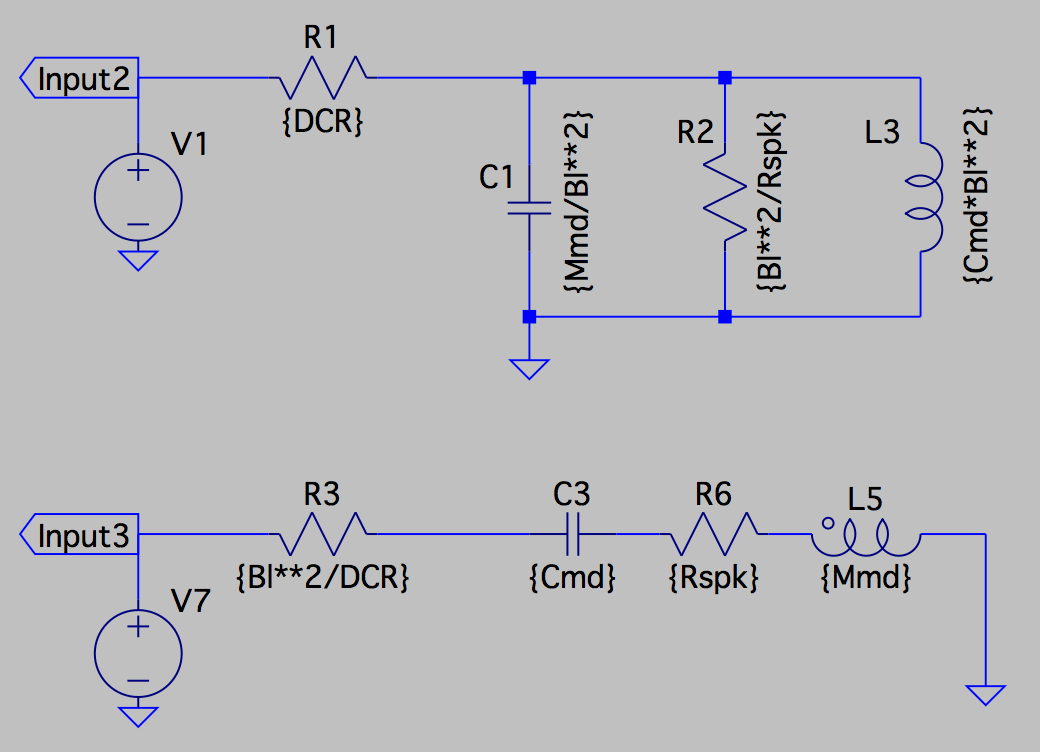 R1
Input2
{DCR}
V1
C1
{Mmd/Bl**2}
R2
{Bl**2/Rspk}
L3
{Cmd*Bl**2}
R3
C3
R6
L5
Input3
{Bl**2/DCR}
{Cmd}
{Rspk}
{Mmd}
V7